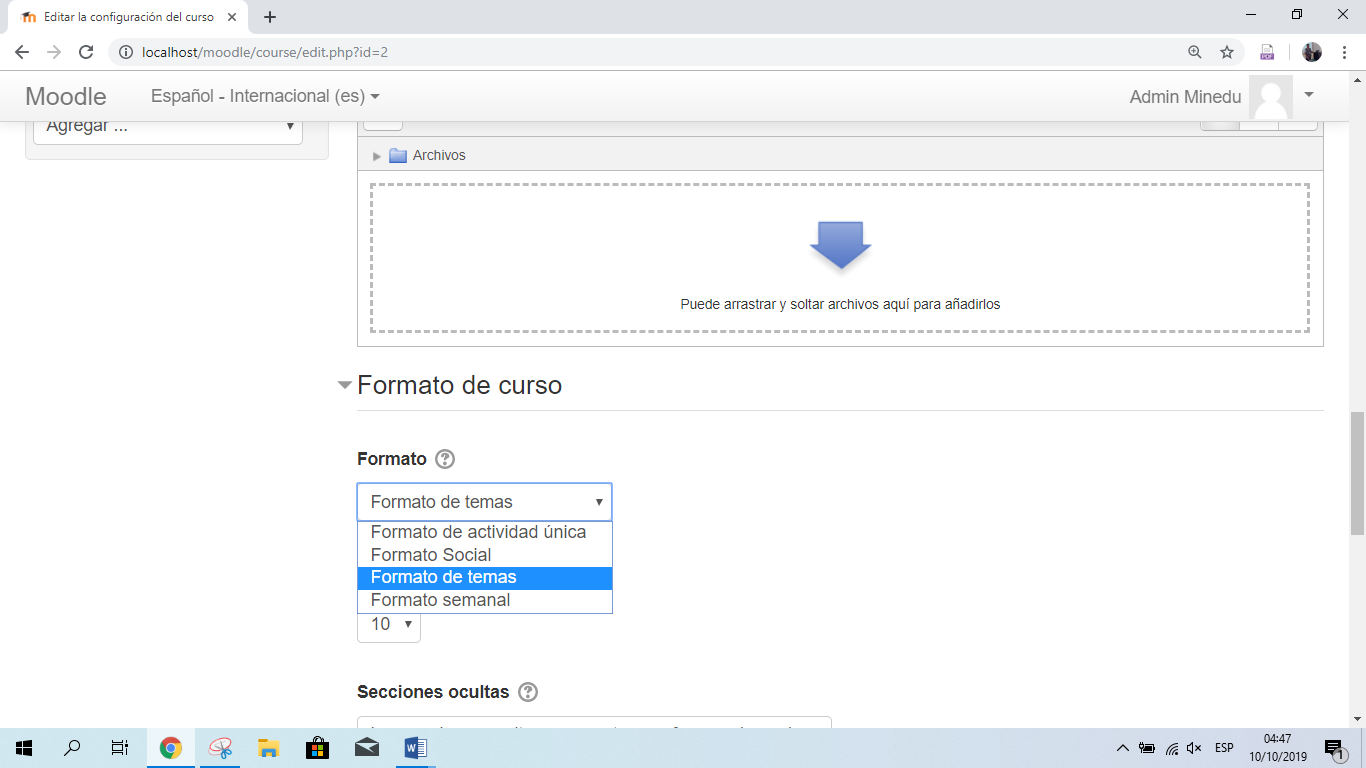 Editar la configuración del curso
localhost/moodle/course/edit.php?id=2
Moodle
Español - Internacional (es)
Admin Minedu
Agregar ...
Archivos
Puede arrastrar y soltar archivos aquí para añadirlos
Formato de curso
Formato
Formato de temas
Formato de actividad única
Formato Social
Formato de temas
Formato semanal
10
Secciones ocultas
ESP
04:47
10/10/2019
1